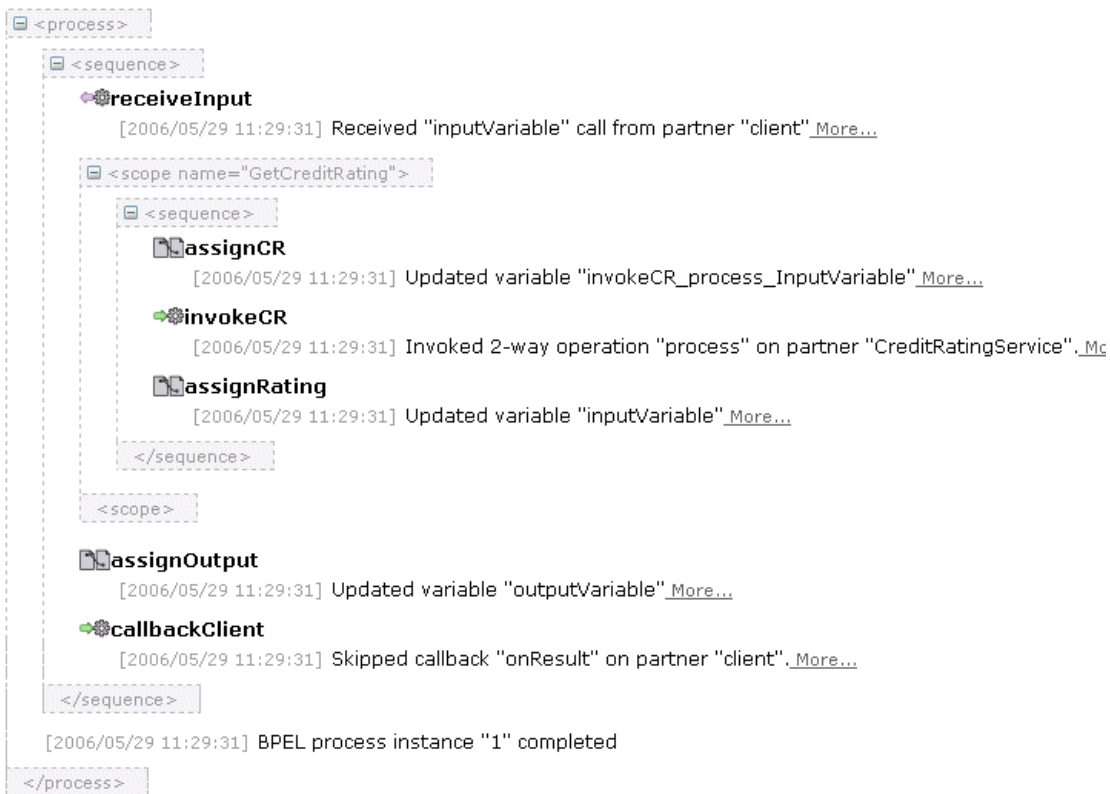 <process>
<sequence>
receiveInput
[2006/05/29 11:29:31] Received "inputVariable" call from partner "client" More...
<scope name="GetCreditRating">
<sequence>
assignCR
[2006/05/29 11:29:31] Updated variable "invokeCR_process_InputVariable" More...
invokeCR
[2006/05/29 11:29:31] Invoked 2-way operation "process" on partner "CreditRatingService". Mo
assignRating
[2006/05/29 11:29:31] Updated variable "inputVariable" More...
</sequence>
<scope>
assignOutput
[2006/05/29 11:29:31] Updated variable "outputVariable" More...
callbackClient
[2006/05/29 11:29:31] Skipped callback "onResult" on partner "client". More...
</sequence>
[2006/05/29 11:29:31] BPEL process instance "1" completed
</process>